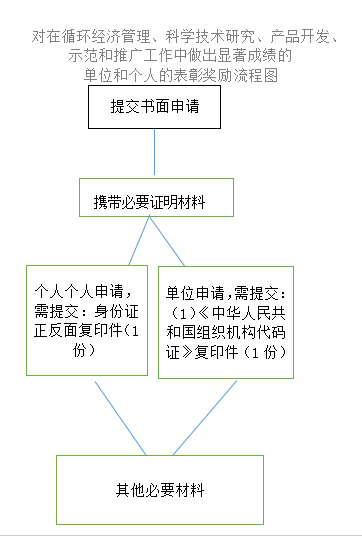 对在循环经济管理、科学技术研究、产品开发、
示范和推广工作中做出显著成绩的
单位和个人的表彰奖励流程图
提交书面申请
携带必要证明材料
个人个人申请，
需提交：身份证
正反面复印件（1
份）
单位申请，需提交：
（1）《中华人民共
和国组织机构代码
证》复印件（1份）
其他必要材料